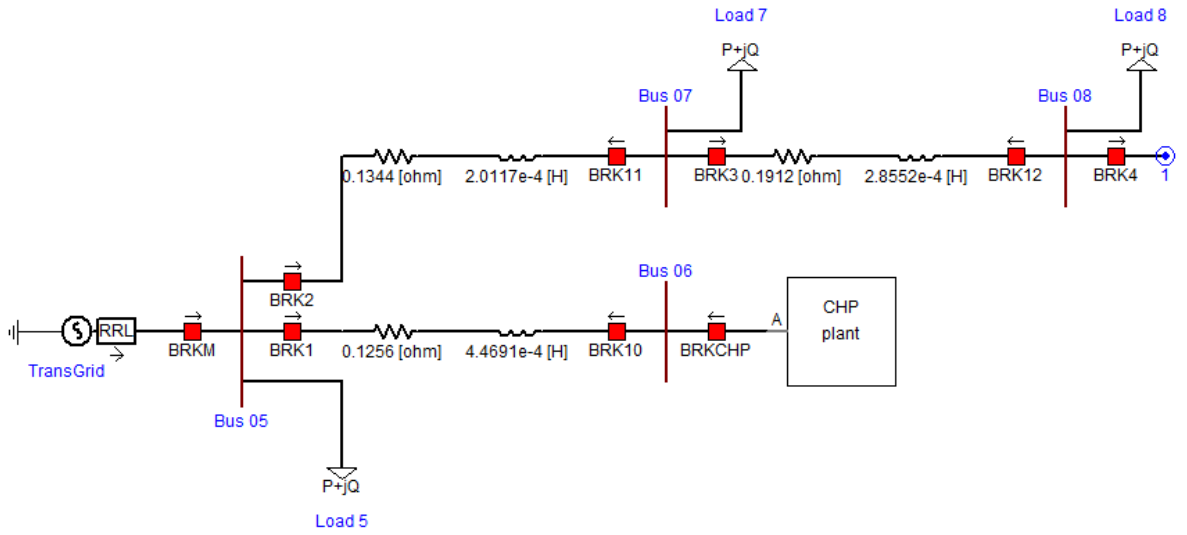 Load 7
Load 8
P+jQ
P+jQ
Bus 07
Bus 08
0.1344 [ohm]
2.0117e-4 [H]
BRK11
BRK3
0.1912 [ohm]
2.8552e-4 [H]
BRK12
BRK4
1
Bus 06
BRK2
CHP
plant
A
RRL
BRKM
BRK1
0.1256 [ohm]
4.4691e-4 [H]
BRK10
BRKCHP
TransGrid
Bus 05
P+jQ
Load 5